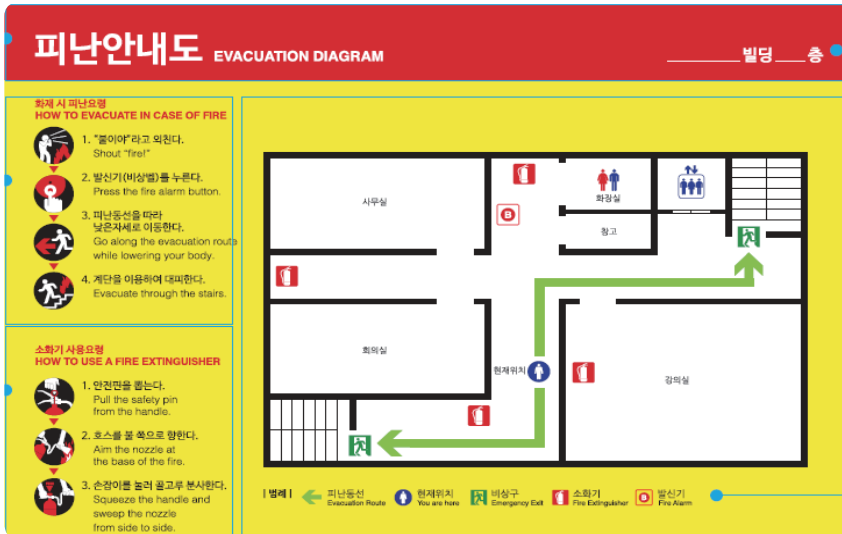 피난안내도 EVACUATION DIAGRAM
빌딩 층
화재 시 피난요령
HOW TO EVACUATE IN CASE OF FIRE
1. "불이야"라고 외친다.
Shout "fire!"
2. 발신기(비상벨)를 누른다.
Press the fire alarm button.
3. 피난동선을 따라
낮은자세로 이동한다.
Go along the evacuation route
while lowering your body.
4. 계단을 이용하여 대피한다.
Evacuate through the stairs.
소화기 사용요령
HOW TO USE A FIRE EXTINGUISHER
1. 안전핀을 뽑는다.
Pull the safety pin
from the handle.
2. 호스를 불 쪽으로 향한다.
Aim the nozzle at
the base of the fire.
3. 손잡이를 눌러 골고루 분사한다.
Squeeze the handle and
sweep the nozzle
from side to side.
사무실
화장실
B
창고
회의실
현재위치
강의실
| 범례 |
피난동선
Evacuation Route
현재위치
You are here
비상구
Emergency Exit
소화기
Fire Extinguisher
B
발신기
Fire Alarm